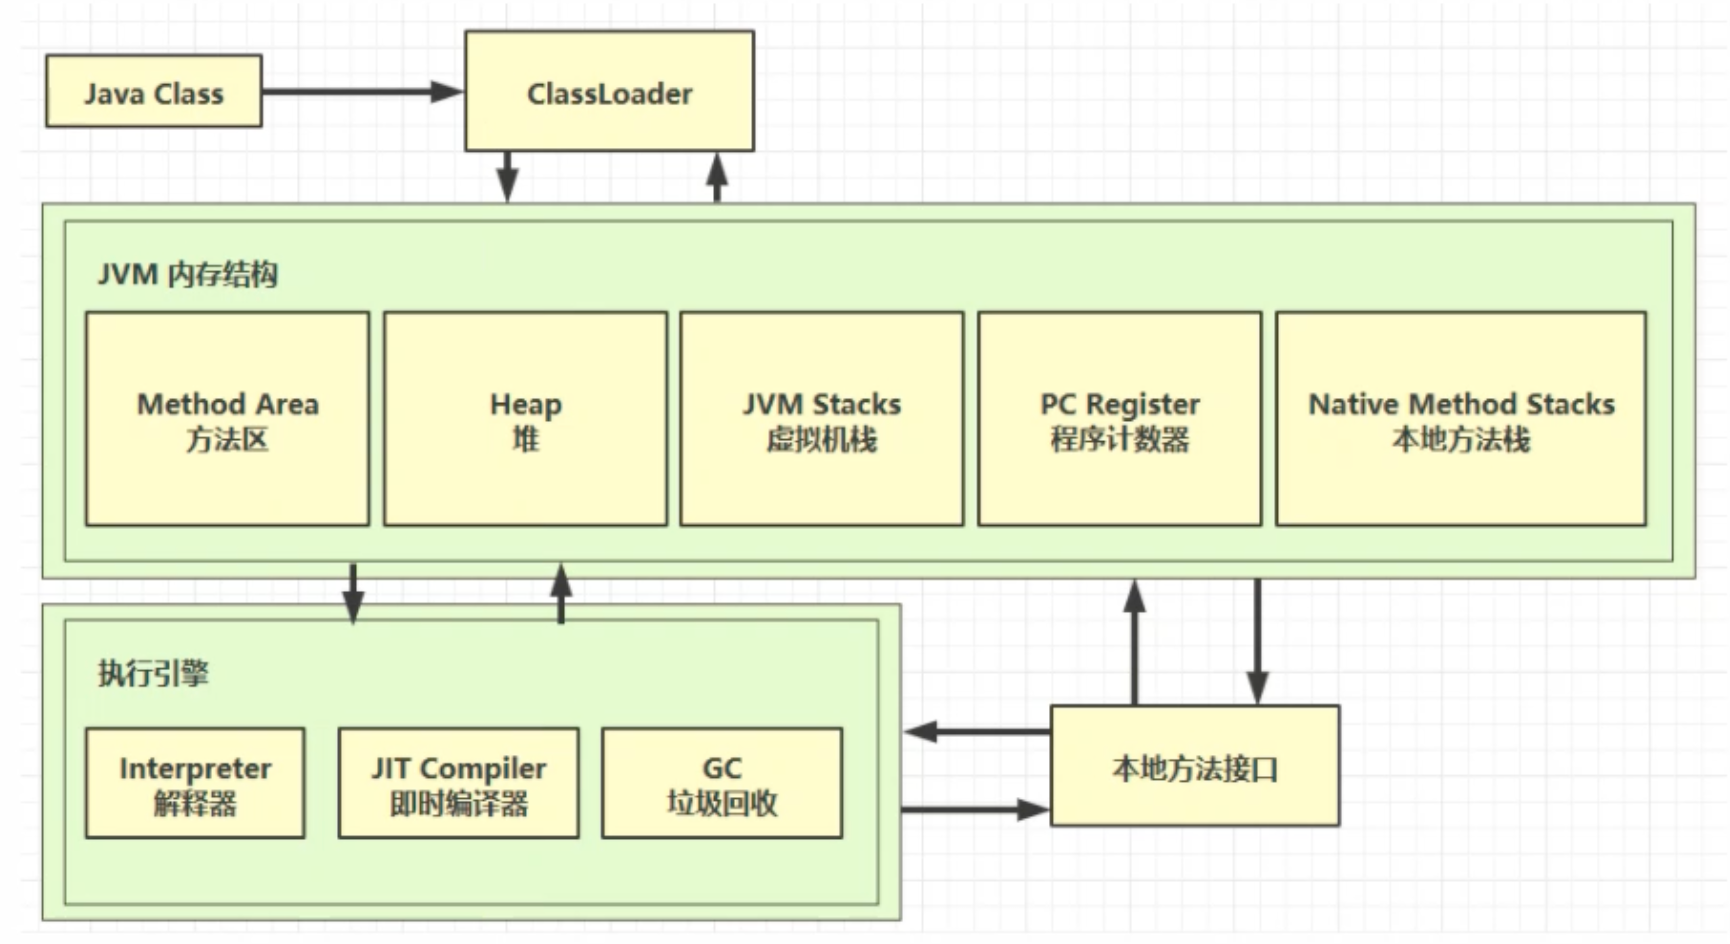 Java Class
ClassLoader
JVM 内存结构
Method Area
方法区
Heap
堆
JVM Stacks
虚拟机栈
PC Register
程序计数器
Native Method Stacks
本地方法栈
执行引擎
Interpreter
解释器
JIT Compiler
即时编译器
GC
垃圾回收
本地方法接口